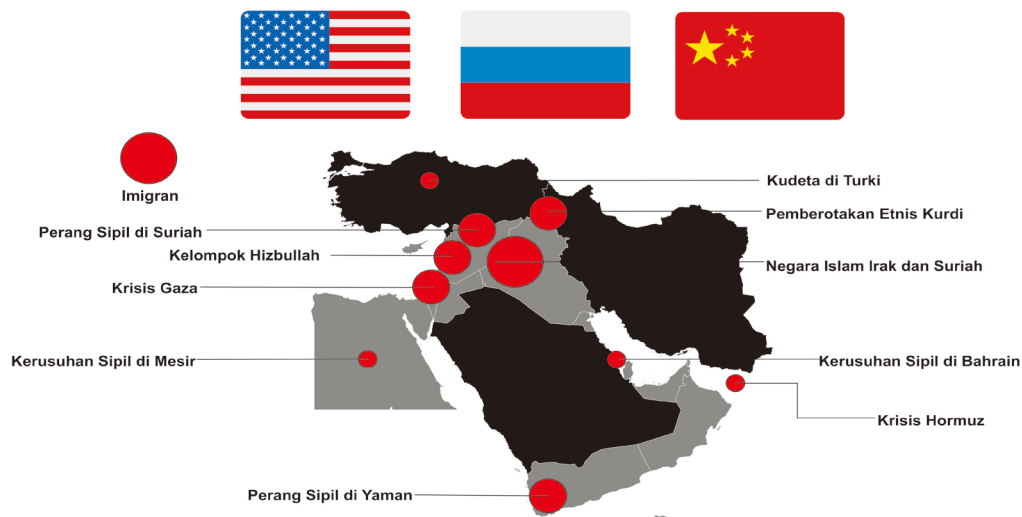 Imigran
Kudeta di Turki
Pemberotakan Etnis Kurdi
Perang Sipil di Suriah
Kelompok Hizbullah
Negara Islam Irak dan Suriah
Krisis Gaza
Kerusuhan Sipil di Mesir
Kerusuhan Sipil di Bahrain
Krisis Hormuz
Perang Sipil di Yaman